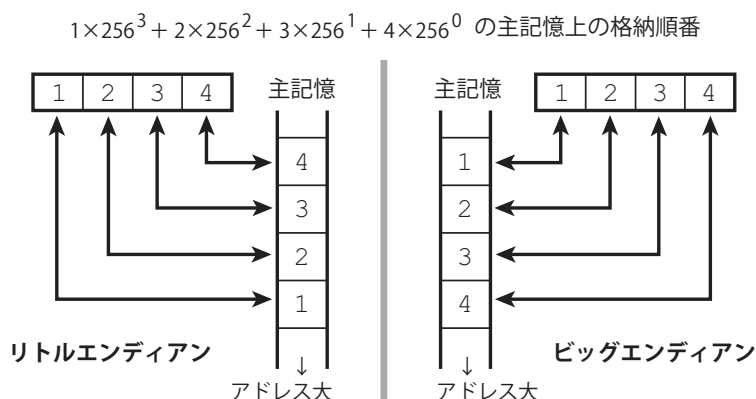 1×256³ + 2×256² + 3×256¹ + 4×256⁰ の主記憶上の格納順番
1 2 3 4
主記憶
4
3
2
1
↓
アドレス大
リトルエンディアン
主記憶
1 2 3 4
1
2
3
4
↓
アドレス大
ビッグエンディアン